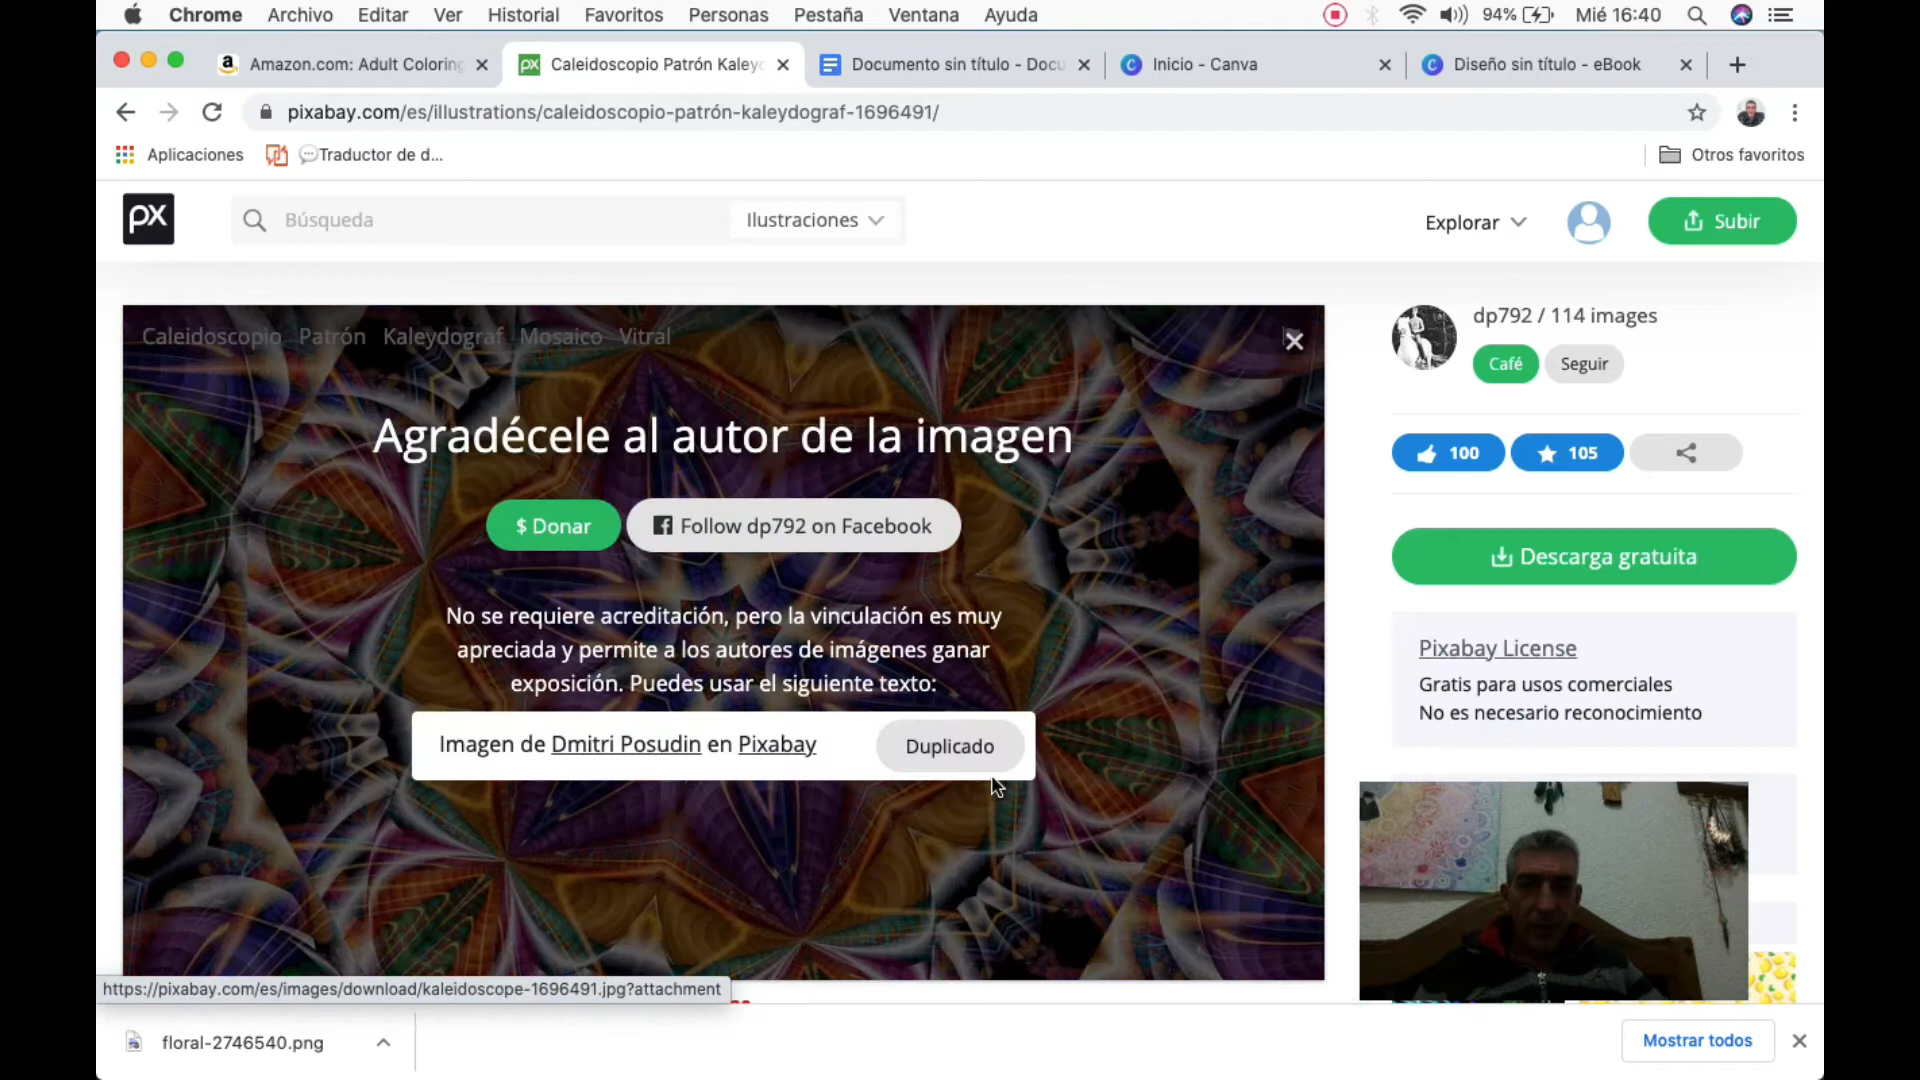 Chrome Archivo Editar Ver Historial Favoritos Personas Pestaña Ventana Ayuda 94% Mié 16:40
Amazon.com: Adult Coloring
Caleidoscopio Patrón Kaleyd
Documento sin título - Docu
Inicio - Canva
Diseño sin título - eBook
pixabay.com/es/illustrations/caleidoscopio-patrón-kaleydograf-1696491/
Aplicaciones
Traductor de d...
Otros favoritos
px
Búsqueda
Ilustraciones
Explorar
Subir
Caleidoscopio Patrón Kaleydograf Mosaico Vitral
Agradécele al autor de la imagen
$ Donar
Follow dp792 on Facebook
No se requiere acreditación, pero la vinculación es muy
apreciada y permite a los autores de imágenes ganar
exposición. Puedes usar el siguiente texto:
Imagen de Dmitri Posudin en Pixabay
Duplicado
dp792 / 114 images
Café
Seguir
100
105
Descarga gratuita
Pixabay License
Gratis para usos comerciales
No es necesario reconocimiento
https://pixabay.com/es/images/download/kaleidoscope-1696491.jpg?attachment
floral-2746540.png
Mostrar todos